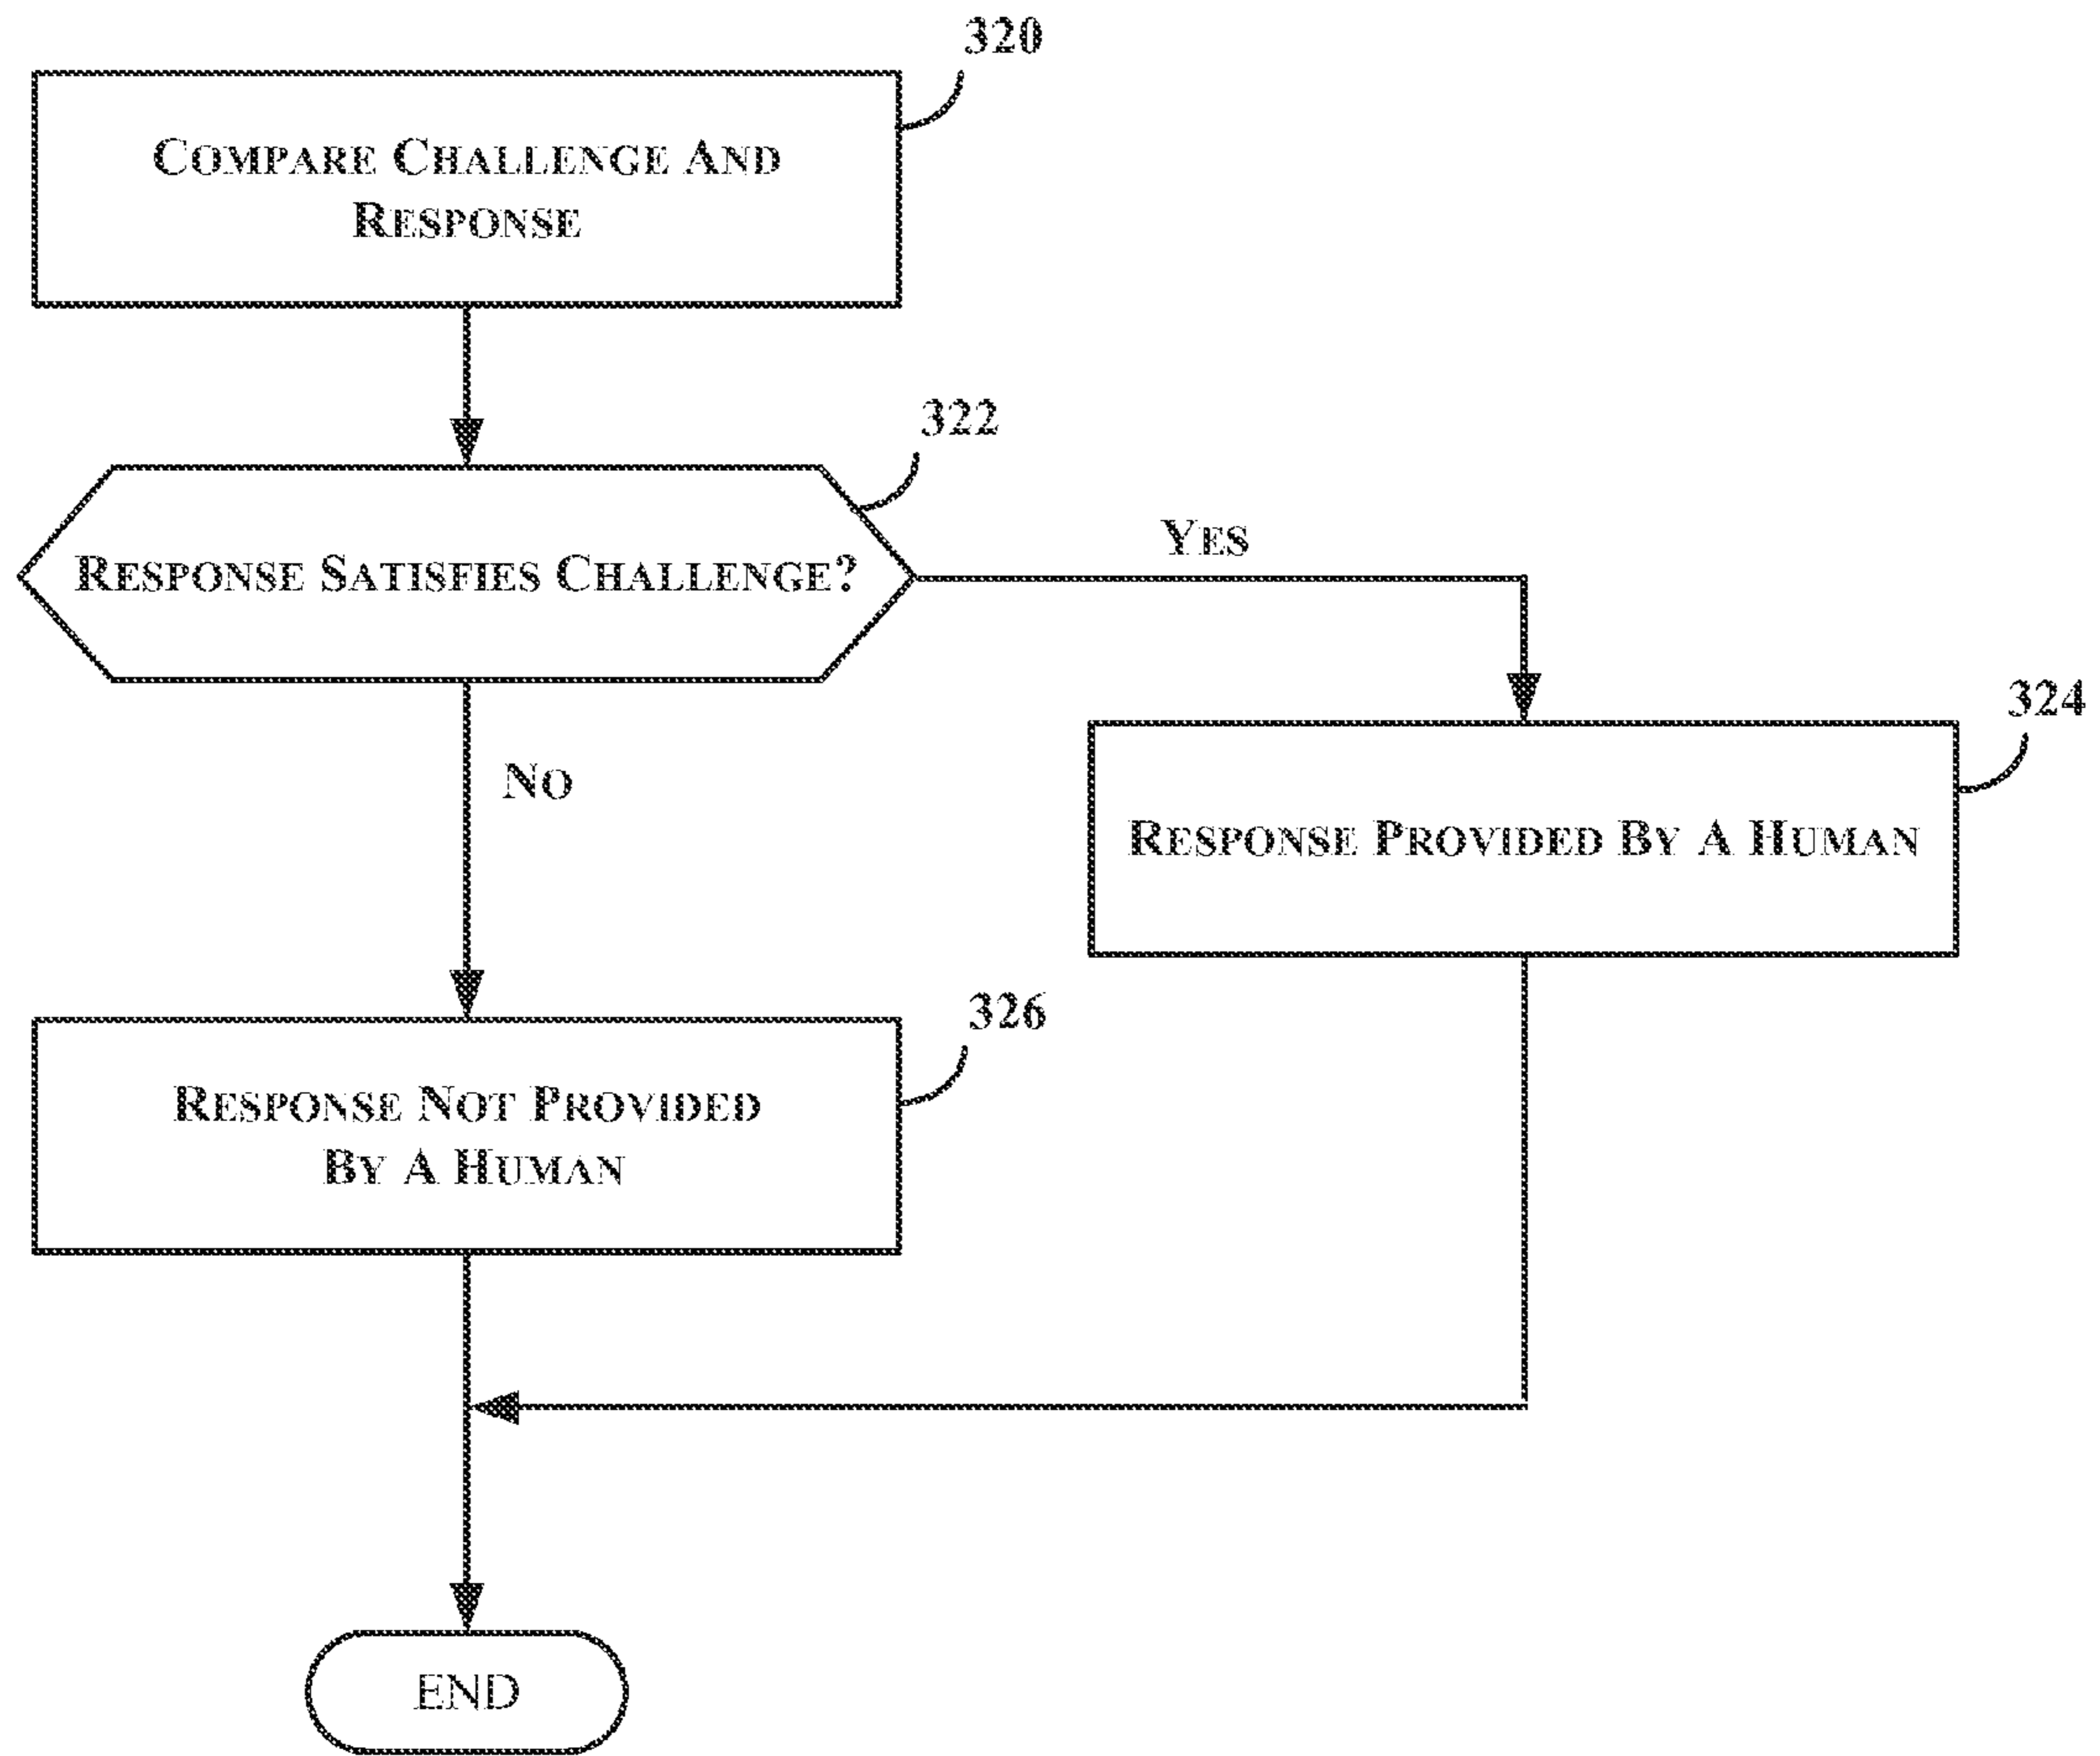 320
COMPARE CHALLENGE AND
RESPONSE
322
RESPONSE SATISFIES CHALLENGE?
YES
324
NO
RESPONSE PROVIDED BY A HUMAN
326
RESPONSE NOT PROVIDED
BY A HUMAN
END